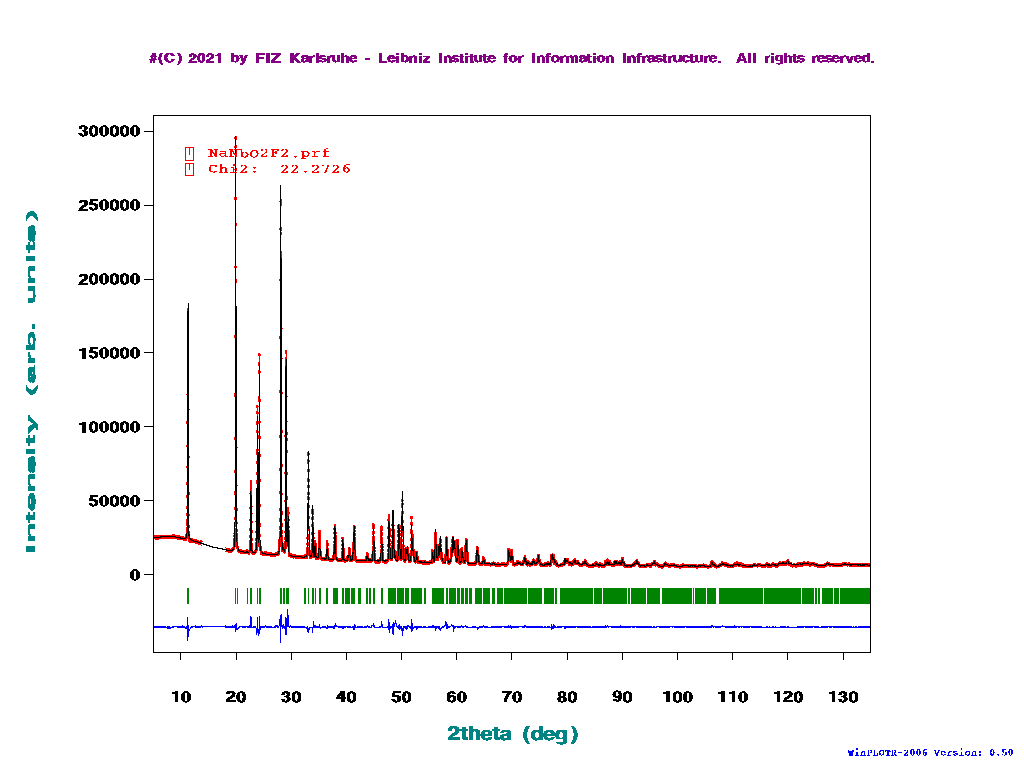 #(C) 2021 by FIZ Karlsruhe - Leibniz Institute for Information Infrastructure. All rights reserved.
300000
NaNbO2F2.prf
Chi2: 22.2726
250000
200000
150000
100000
50000
0
Intensity (arb. units)
10 20 30 40 50 60 70 80 90 100 110 120 130
2theta (deg)
WinPLOTR-2006 Version: 0.50